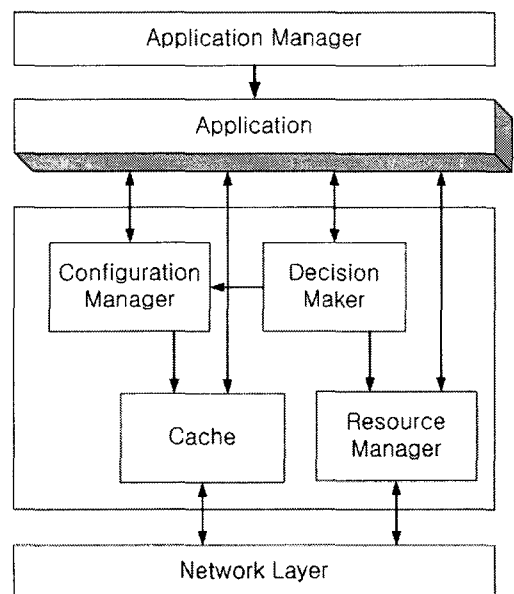 Application Manager
Application
Configuration
Manager
Decision
Maker
Cache
Resource
Manager
Network Layer